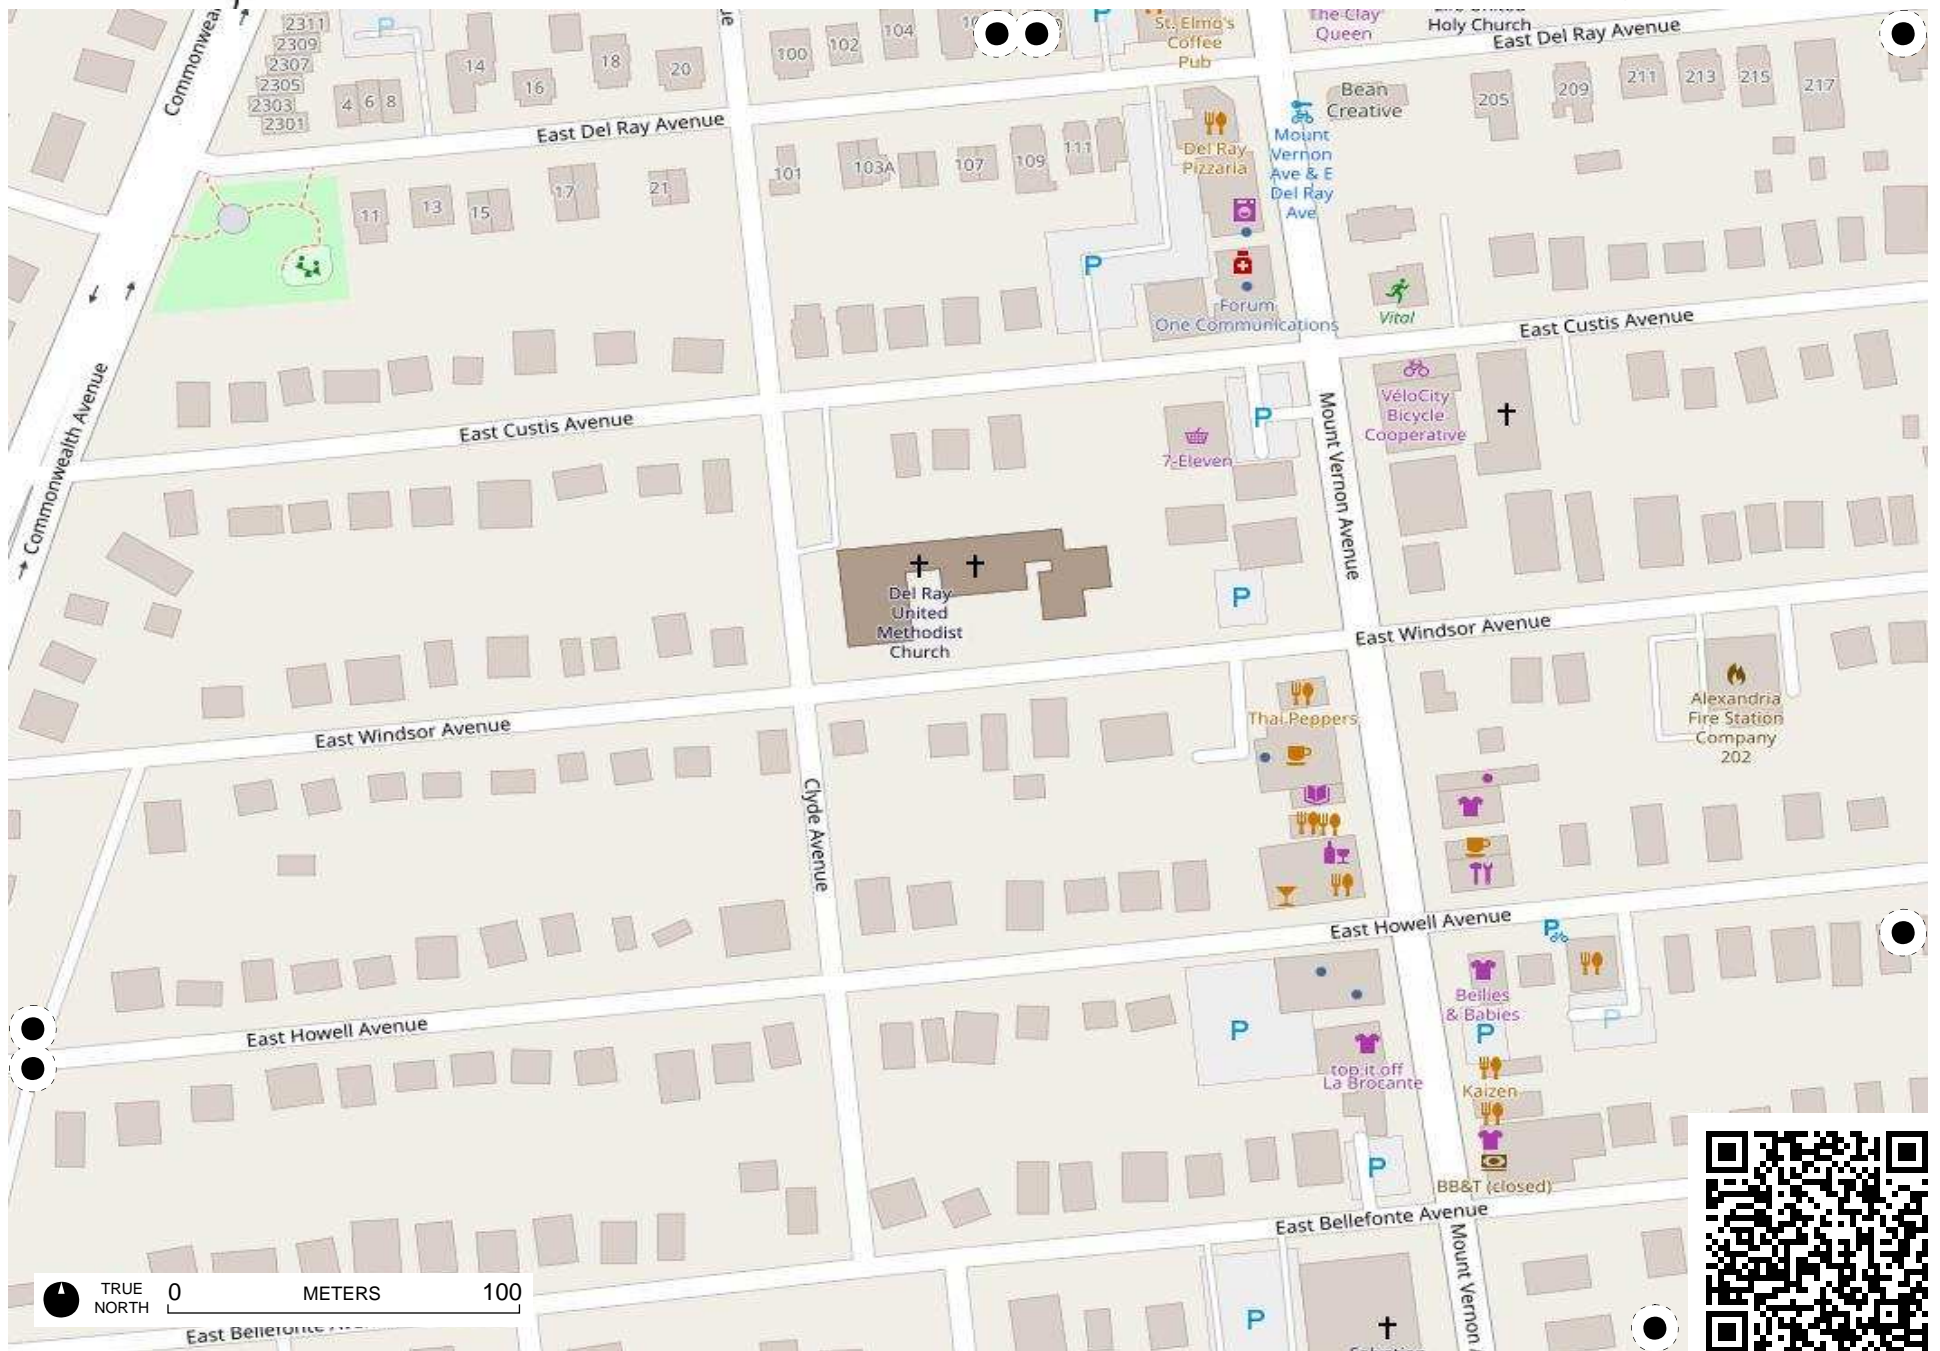 2311
2309
2307
2305
2303
2301
P
4
6
8
14
16
18
20
100
102
104
P
St. Elmo's
Coffee
Pub
The Clay
Queen
Holy Church
East Del Ray Avenue
East Del Ray Avenue
Bean
Creative
205
209
211
213
215
217
Del Ray
Pizzaria
Mount
Vernon
Ave & E
Del Ray
Ave
11
13
15
17
21
101
103A
107
109
111
P
Forum
One Communications
Vital
East Custis Avenue
East Custis Avenue
Commonwealth Avenue
P
7-Eleven
VéloCity
Bicycle
Cooperative
Mount Vernon Avenue
Del Ray
United
Methodist
Church
P
East Windsor Avenue
East Windsor Avenue
Thai Peppers
Alexandria
Fire Station
Company
202
Clyde Avenue
East Howell Avenue
East Howell Avenue
P
P
Bellies
& Babies
P
P
top it off
La Brocante
Kaizen
P
BB&T (closed)
East Bellefonte Avenue
Mount Vernon
P
TRUE
NORTH
0
METERS
100
East Bellefonte